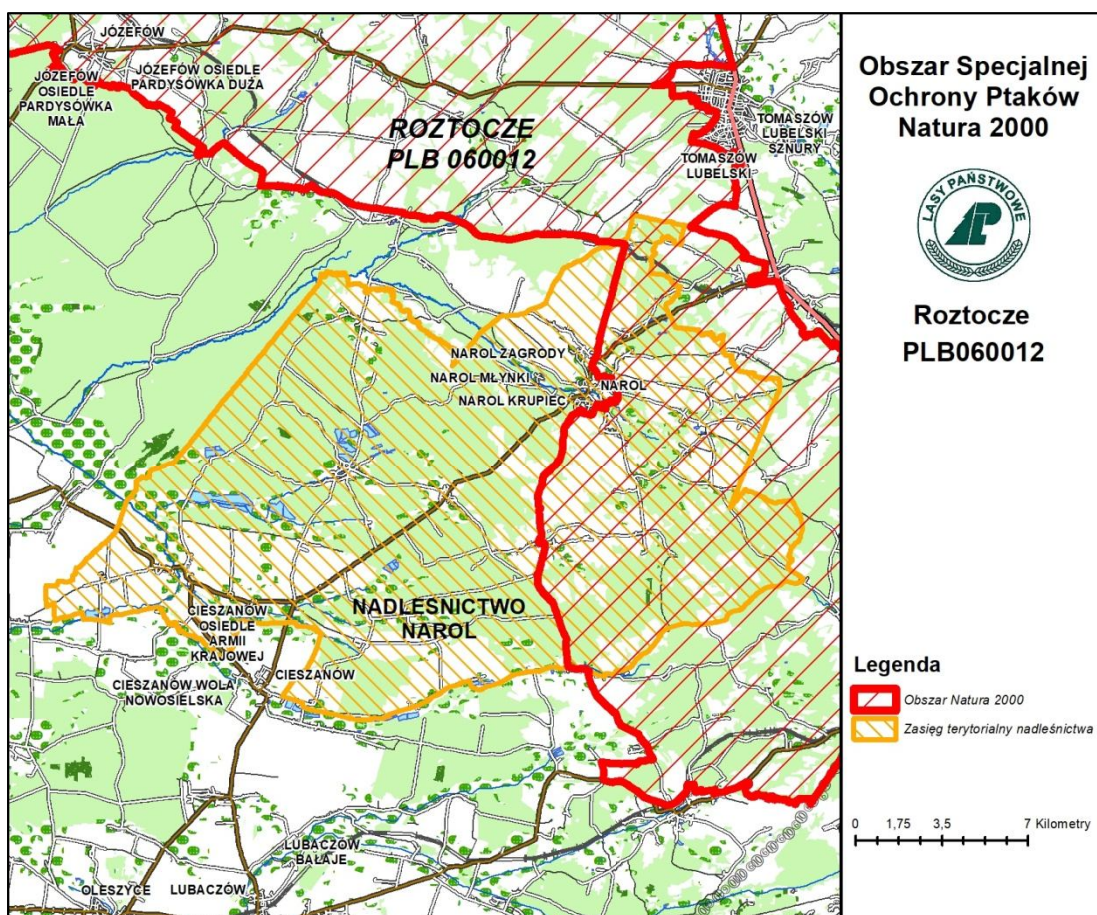 JÓZEFÓW
JÓZEFÓW
OSIEDLE
PARDYSÓWKA
MAŁA
JÓZEFÓW OSIEDLE
PARDYSÓWKA DUŻA
ROZTOCZE
PLB 060012
TOMASZÓW
LUBELSKI
SZNURY
TOMASZÓW
LUBELSKI
NAROL ZAGRODY
NAROL MŁYNKI
NAROL
NAROL KRUPIEC
NADLEŚNICTWO
NAROL
CIESZANÓW
OSIEDLE
ARMII
KRAJOWEJ
CIESZANÓW
CIESZANÓW WOLA
NOWOSIELSKA
LUBACZÓW
BAŁAJE
OLESZYCE
LUBACZÓW
Obszar Specjalnej
Ochrony Ptaków
Natura 2000
LASY PAŃSTWOWE
Roztocze
PLB060012
Legenda
Obszar Natura 2000
Zasięg terytorialny nadleśnictwa
0 1,75 3,5 7 Kilometry